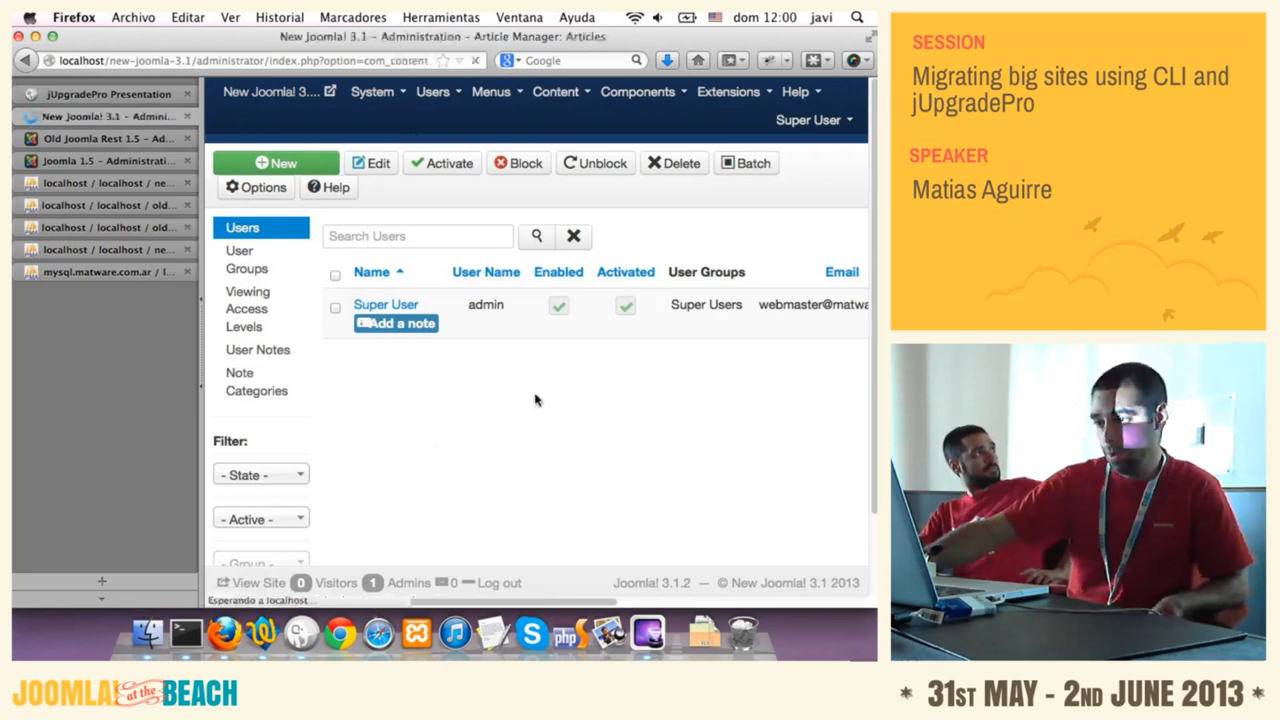 Firefox Archivo Editar Ver Historial Marcadores Herramientas Ventana Ayuda dom 12:00 javi
New Joomla! 3.1 - Administration - Article Manager: Articles
localhost/new-joomla-3.1/administrator/index.php?option=com_content. Google
jUpgradePro Presentation
New Joomla! 3.1 - Admini...
Old Joomla Rest 1.5 - Ad...
Joomla 1.5 - Administrati...
localhost / localhost / ne...
localhost / localhost / old...
localhost / localhost / old...
localhost / localhost / ne...
mysql.matware.com.ar / l...
New Joomla! 3.... System Users Menus Content Components Extensions Help
Super User
New Edit Activate Block Unblock Delete Batch
Options Help
Users
User
Groups
Viewing
Access
Levels
User Notes
Note
Categories
Filter:
- State -
- Active -
- Group -
Search Users
Name User Name Enabled Activated User Groups Email
Super User admin Super Users webmaster@matwa
Add a note
View Site 0 Visitors 1 Admins 0 Log out Joomla! 3.1.2 — © New Joomla! 3.1 2013
Esperando a localhost...
php
SESSION
Migrating big sites using CLI and
jUpgradePro
SPEAKER
Matias Aguirre
JOOMLA! at the BEACH
* 31ST MAY - 2ND JUNE 2013 *